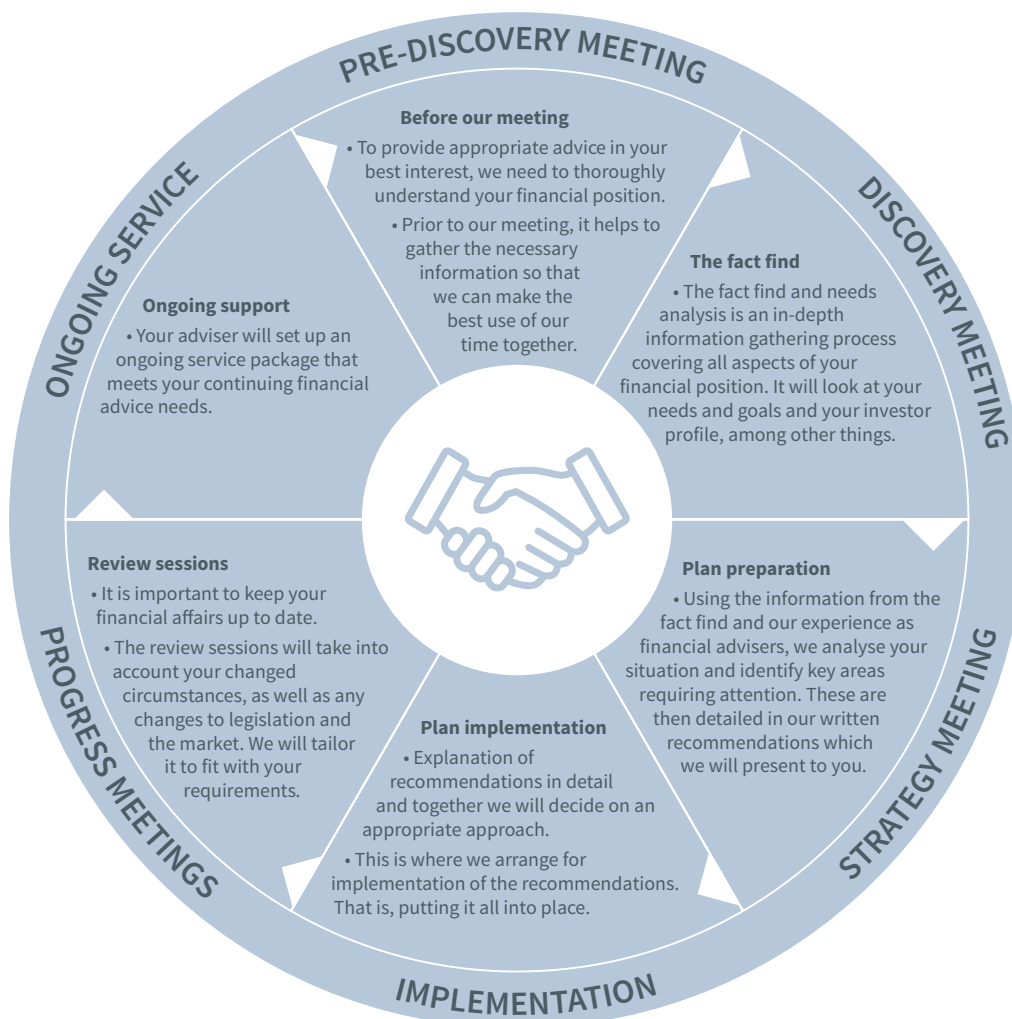 PRE-DISCOVERY MEETING
Before our meeting
• To provide appropriate advice in your
best interest, we need to thoroughly
understand your financial position.
• Prior to our meeting, it helps to
gather the necessary
information so that
we can make the
best use of our
time together.
DISCOVERY MEETING
The fact find
• The fact find and needs
analysis is an in-depth
information gathering process
covering all aspects of your
financial position. It will look at your
needs and goals and your investor
profile, among other things.
STRATEGY MEETING
Plan preparation
• Using the information from the
fact find and our experience as
financial advisers, we analyse your
situation and identify key areas
requiring attention. These are
then detailed in our written
recommendations which
we will present to you.
IMPLEMENTATION
Plan implementation
• Explanation of
recommendations in detail
and together we will decide on an
appropriate approach.
• This is where we arrange for
implementation of the recommendations.
That is, putting it all into place.
PROGRESS MEETINGS
Review sessions
• It is important to keep your
financial affairs up to date.
• The review sessions will take into
account your changed
circumstances, as well as any
changes to legislation and
the market. We will tailor
it to fit with your
requirements.
ONGOING SERVICE
Ongoing support
• Your adviser will set up an
ongoing service package that
meets your continuing financial
advice needs.